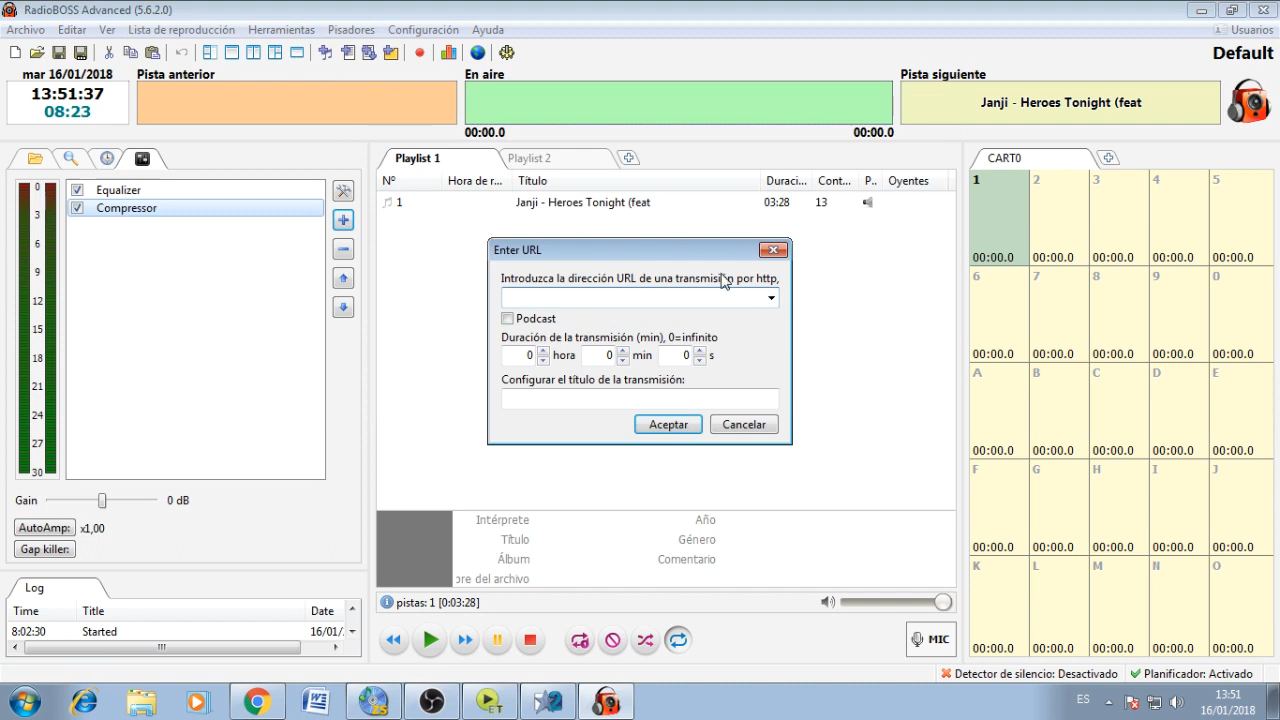 RadioBOSS Advanced (5.6.2.0)
Archivo Editar Ver Lista de reproducción Herramientas Pisadores Configuración Ayuda Usuarios
Default
mar 16/01/2018 Pista anterior En aire Pista siguiente
13:51:37
08:23
Janji - Heroes Tonight (feat
00:00.0 00:00.0
Playlist 1 Playlist 2 CART0
Nº Hora de r... Título Duraci... Cont... P.. Oyentes
1 Janji - Heroes Tonight (feat 03:28 13
0
3
6
9
12
15
18
21
24
27
30
Equalizer
Compressor
Enter URL
Introduzca la dirección URL de una transmisión por http,
Podcast
Duración de la transmisión (min), 0=infinito
0 hora 0 min 0 s
Configurar el título de la transmisión:
Aceptar Cancelar
1 2 3 4 5
00:00.0 00:00.0 00:00.0 00:00.0 00:00.0
6 7 8 9 0
00:00.0 00:00.0 00:00.0 00:00.0 00:00.0
A B C D E
00:00.0 00:00.0 00:00.0 00:00.0 00:00.0
F G H I J
00:00.0 00:00.0 00:00.0 00:00.0 00:00.0
K L M N O
00:00.0 00:00.0 00:00.0 00:00.0 00:00.0
Gain 0 dB
AutoAmp: x1,00
Gap killer:
Intérprete Año
Título Género
Álbum Comentario
bre del archivo
Log
Time Title Date
8:02:30 Started 16/01/
pistas: 1 [0:03:28]
MIC
Detector de silencio: Desactivado Planificador: Activado
ES 13:51
16/01/2018